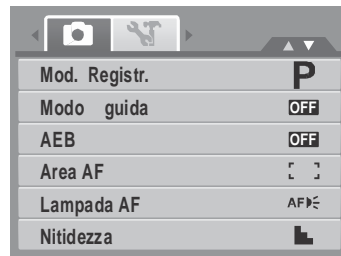 Mod. Registr. P
Modo guida OFF
AEB OFF
Area AF
Lampada AF AF
Nitidezza